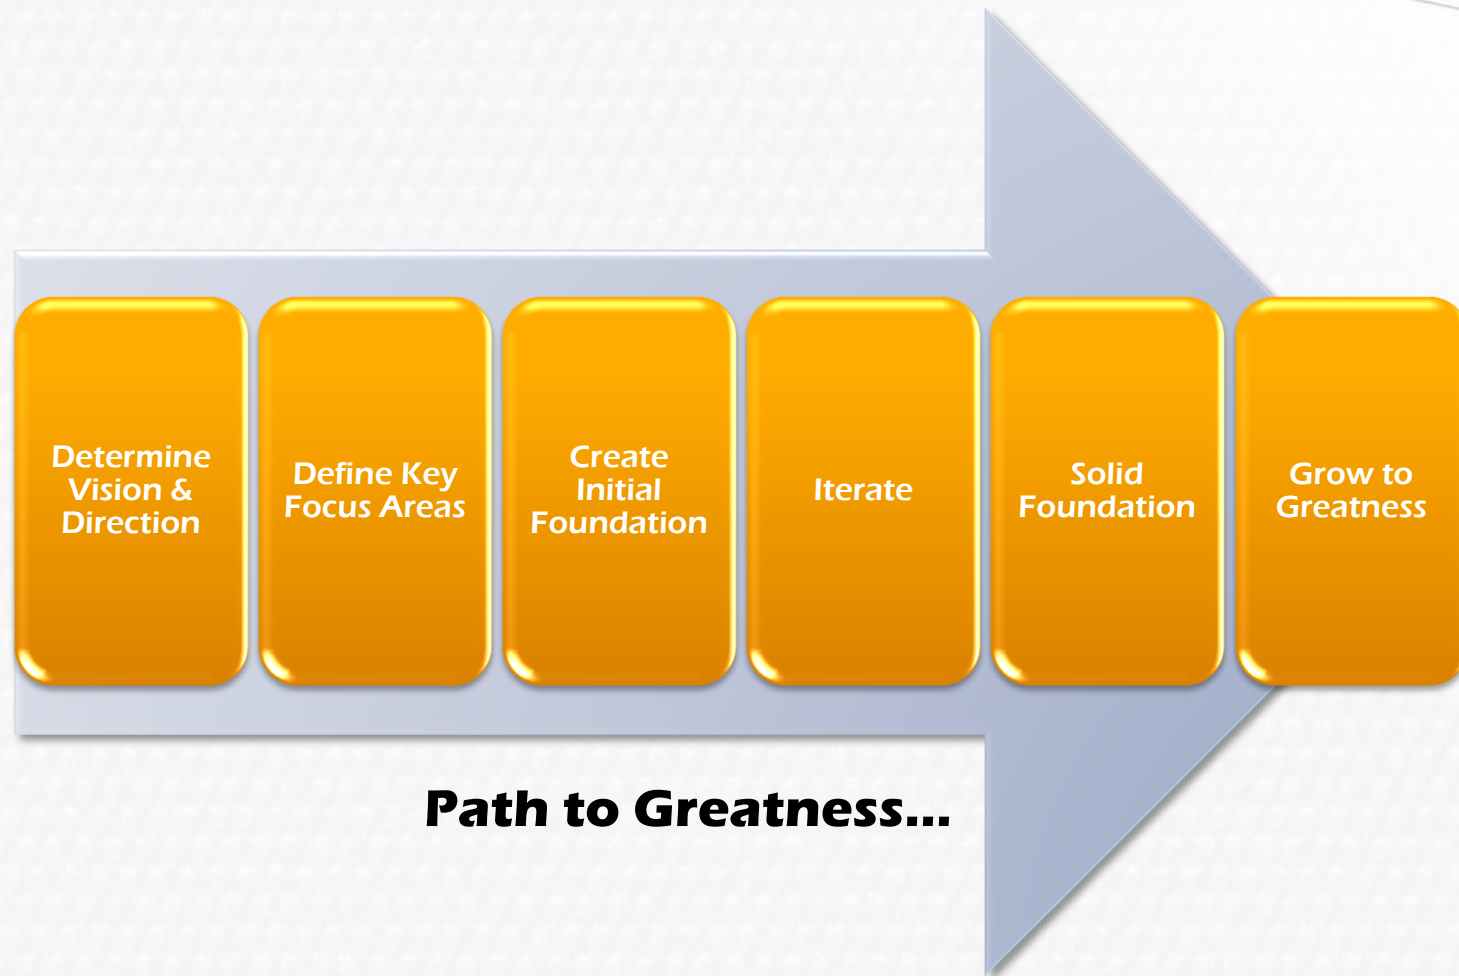 Determine
Vision &
Direction
Define Key
Focus Areas
Create
Initial
Foundation
Iterate
Solid
Foundation
Grow to
Greatness
Path to Greatness...